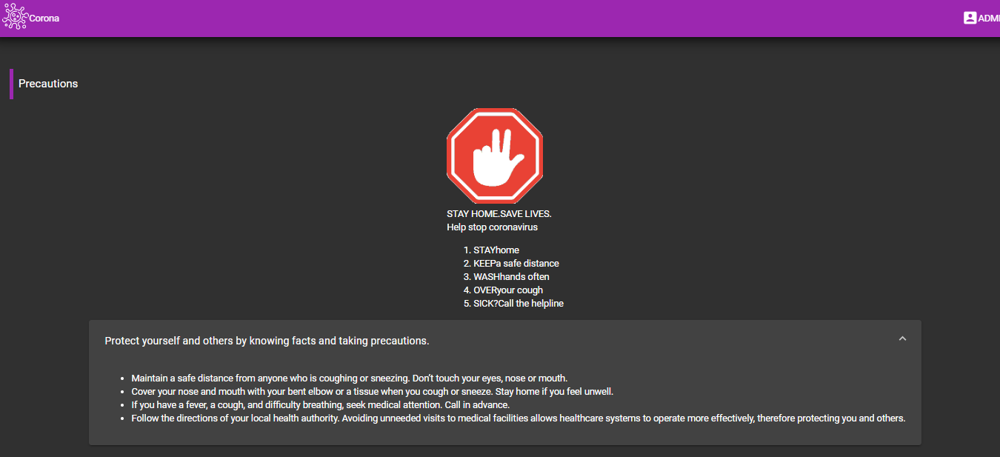 Corona
ADMI
Precautions
STAY HOME.SAVE LIVES.
Help stop coronavirus
1. STAYhome
2. KEEPa safe distance
3. WASHhands often
4. OVERyour cough
5. SICK?Call the helpline
Protect yourself and others by knowing facts and taking precautions.
• Maintain a safe distance from anyone who is coughing or sneezing. Don’t touch your eyes, nose or mouth.
• Cover your nose and mouth with your bent elbow or a tissue when you cough or sneeze. Stay home if you feel unwell.
• If you have a fever, a cough, and difficulty breathing, seek medical attention. Call in advance.
• Follow the directions of your local health authority. Avoiding unneeded visits to medical facilities allows healthcare systems to operate more effectively, therefore protecting you and others.